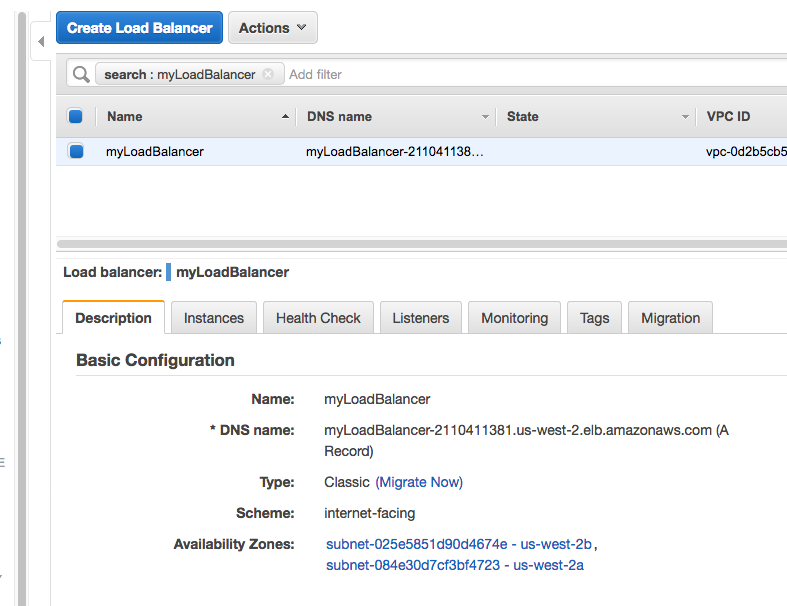 Create Load Balancer Actions
search : myLoadBalancer Add filter
Name DNS name State VPC ID
myLoadBalancer myLoadBalancer-211041138... vpc-0d2b5cb5
Load balancer: myLoadBalancer
Description Instances Health Check Listeners Monitoring Tags Migration
Basic Configuration
Name: myLoadBalancer
* DNS name: myLoadBalancer-2110411381.us-west-2.elb.amazonaws.com (A
Record)
Type: Classic (Migrate Now)
Scheme: internet-facing
Availability Zones: subnet-025e5851d90d4674e - us-west-2b,
subnet-084e30d7cf3bf4723 - us-west-2a